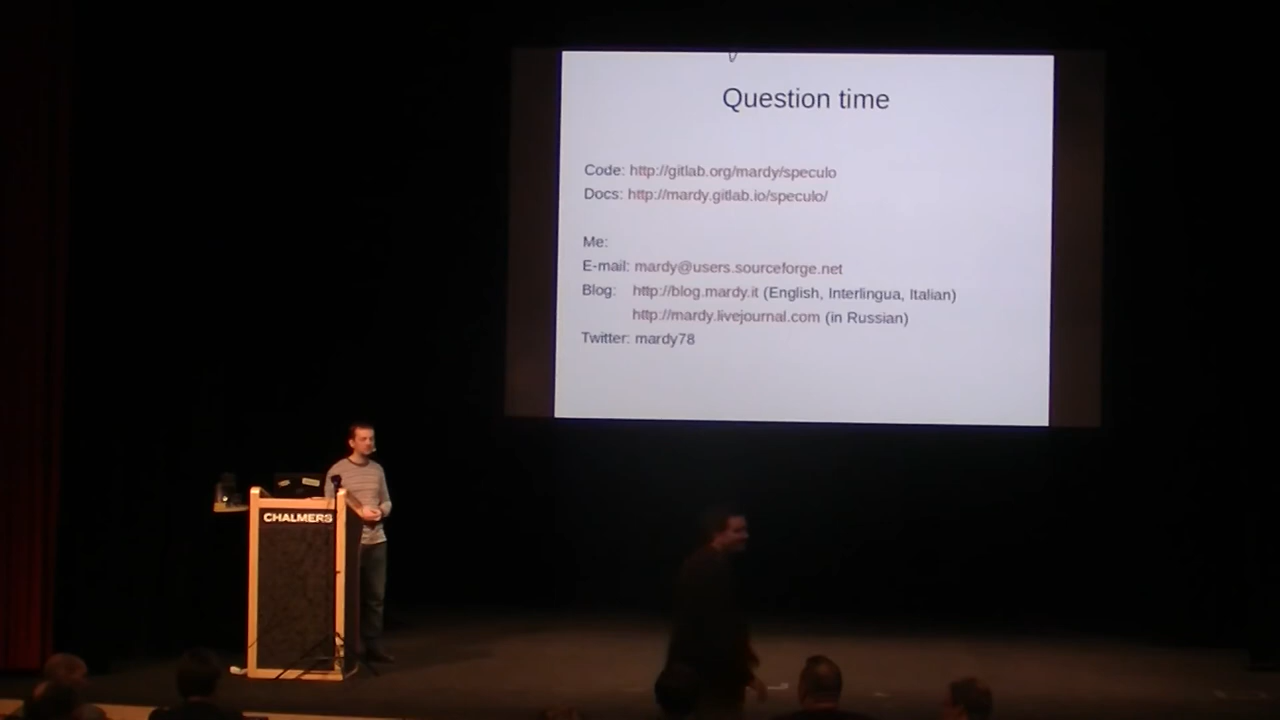 Question time
Code: http://gitlab.org/mardy/speculo
Docs: http://mardy.gitlab.io/speculo/
Me:
E-mail: mardy@users.sourceforge.net
Blog: http://blog.mardy.it (English, Interlingua, Italian)
http://mardy.livejournal.com (in Russian)
Twitter: mardy78
CHALMERS